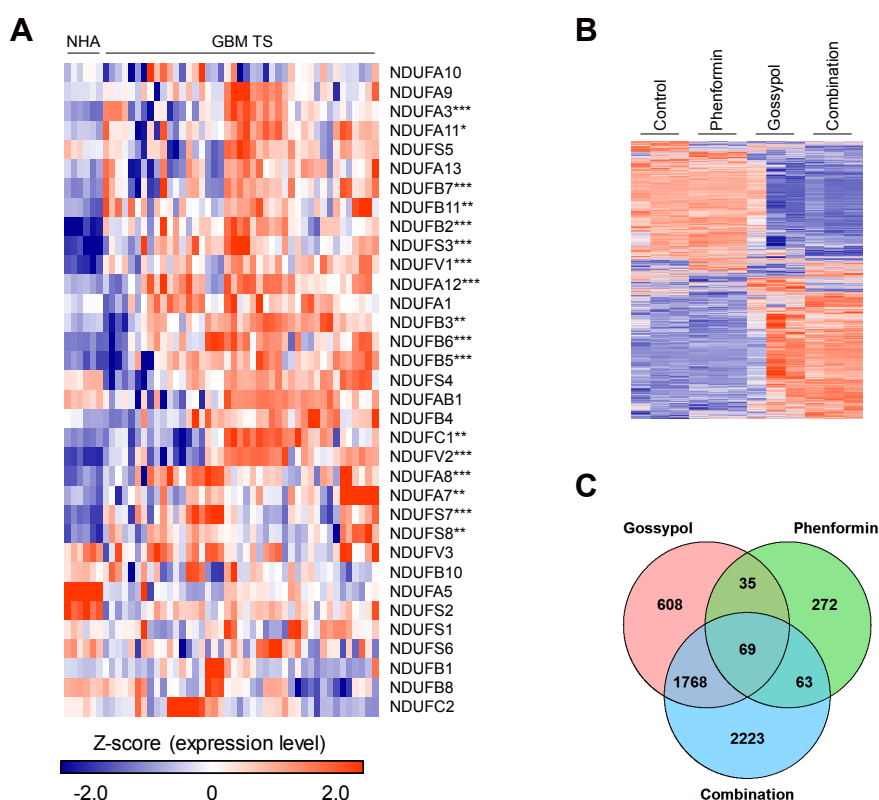 A
NHA
GBM TS
NDUFA10
NDUFA9
NDUFA3***
NDUFA11*
NDUFS5
NDUFA13
NDUFB7***
NDUFB11**
NDUFB2***
NDUFS3***
NDUFV1***
NDUFA12***
NDUFA1
NDUFB3**
NDUFB6***
NDUFB5***
NDUFS4
NDUFAB1
NDUFB4
NDUFC1**
NDUFV2***
NDUFA8***
NDUFA7**
NDUFS7***
NDUFS8**
NDUFV3
NDUFB10
NDUFA5
NDUFS2
NDUFS1
NDUFS6
NDUFB1
NDUFB8
NDUFC2
Z-score (expression level)
-2.0 0 2.0
B
Control
Phenformin
Gossypol
Combination
C
Gossypol
Phenformin
35
608
272
69
1768
63
2223
Combination